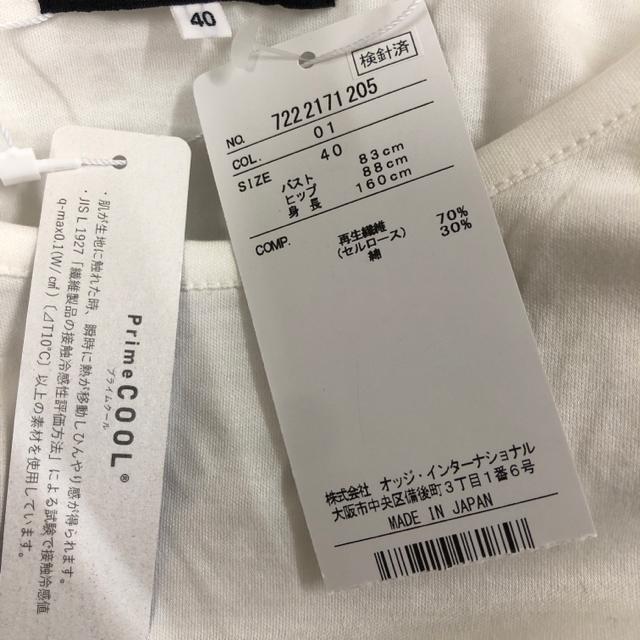 40
検針済
NO. 7222171205
COL. 01
SIZE 40
バスト 83cm
ヒップ 88cm
身長 160cm
COMP. 再生繊維 70%
(セルロース) 30%
綿
株式会社 オッジ・インターナショナル
大阪市中央区備後町3丁目1番6号
MADE IN JAPAN
PrimeCOOL®
プライムクール
・肌が生地に触れた時、瞬時に熱が移動しひんやり感が得られます。
・JIS L 1927「繊維製品の接触冷感性評価方法」による試験で接触冷感値
q-max0.1(W/㎠)(⊿T10℃)以上の素材を使用しています。